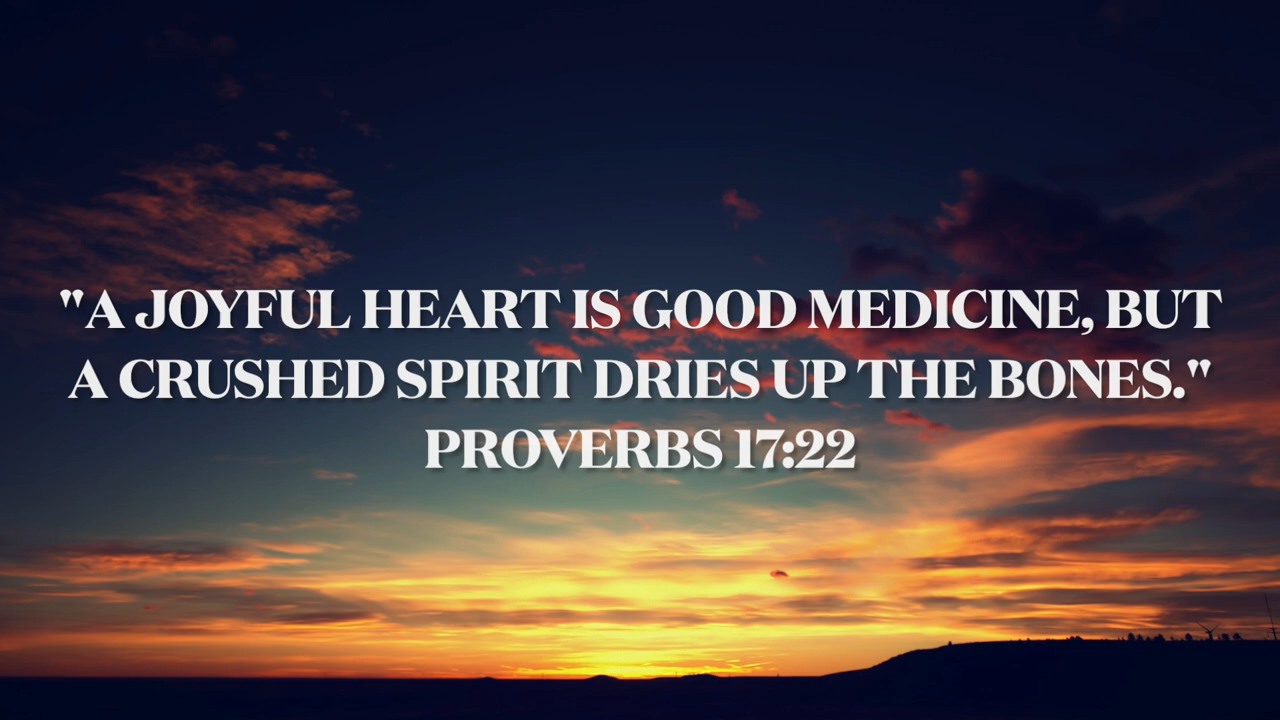 "A JOYFUL HEART IS GOOD MEDICINE, BUT
A CRUSHED SPIRIT DRIES UP THE BONES."
PROVERBS 17:22